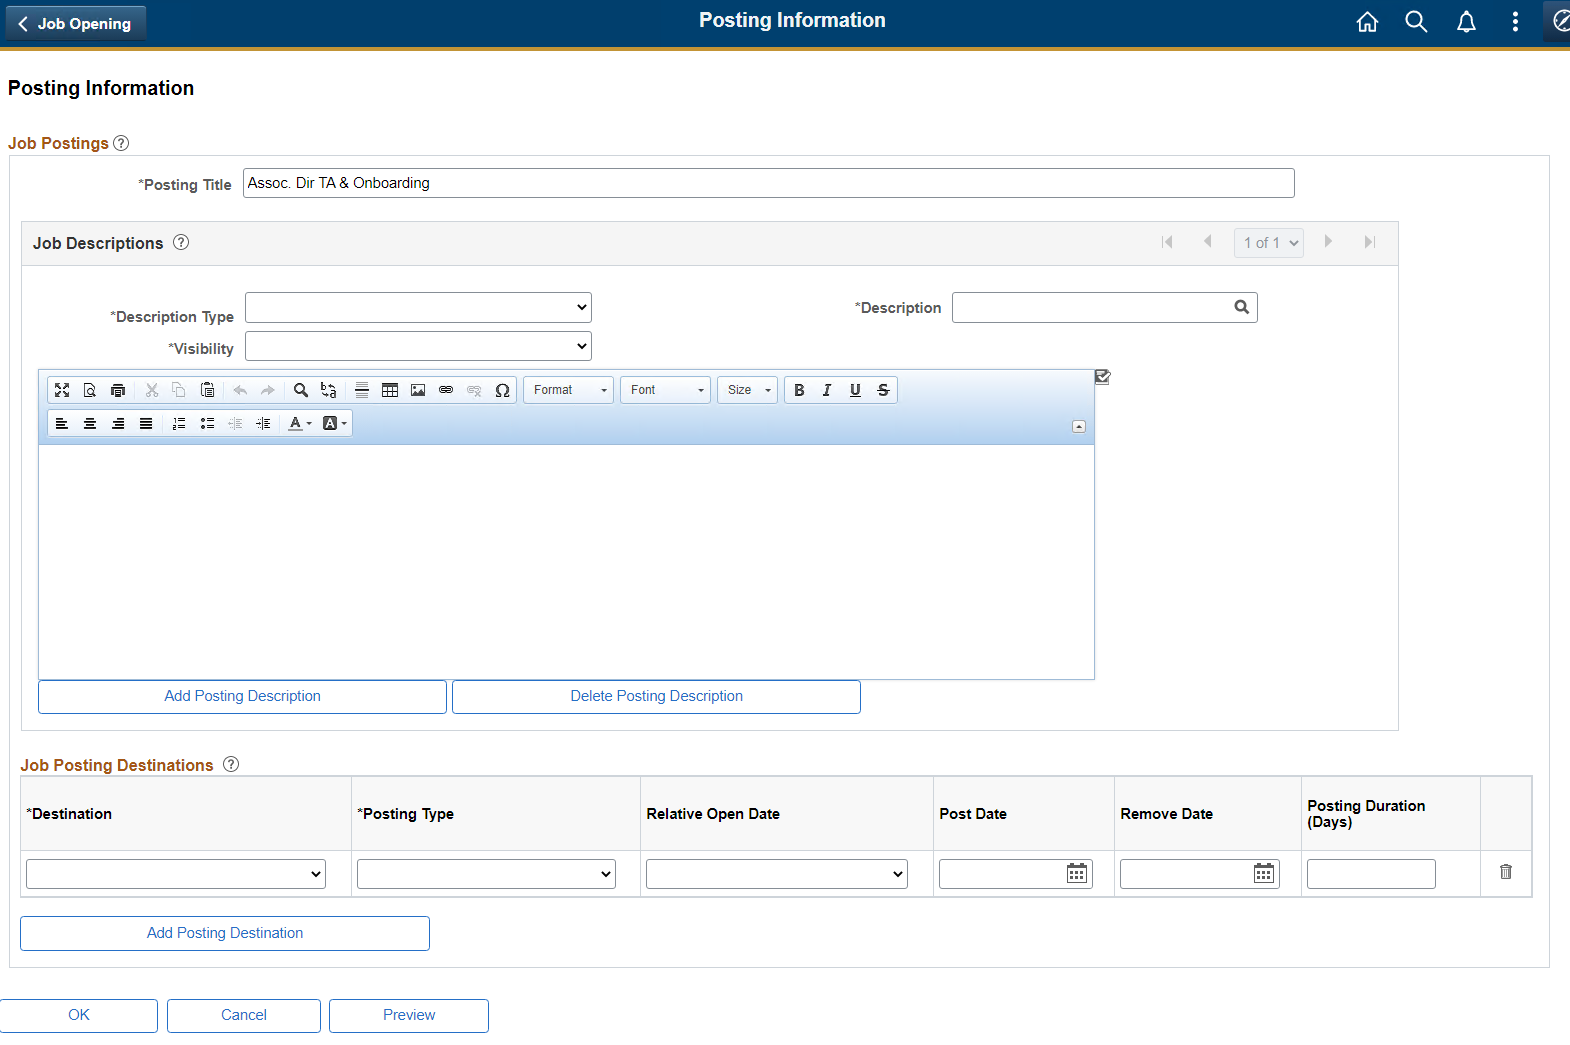 Job Opening
Posting Information
Posting Information
Job Postings ?
*Posting Title Assoc. Dir TA & Onboarding
Job Descriptions ? 1 of 1
*Description Type *Description
*Visibility
Format Font Size B I U S
A A
Add Posting Description Delete Posting Description
Job Posting Destinations ?
*Destination *Posting Type Relative Open Date Post Date Remove Date Posting Duration (Days)
Add Posting Destination
OK Cancel Preview